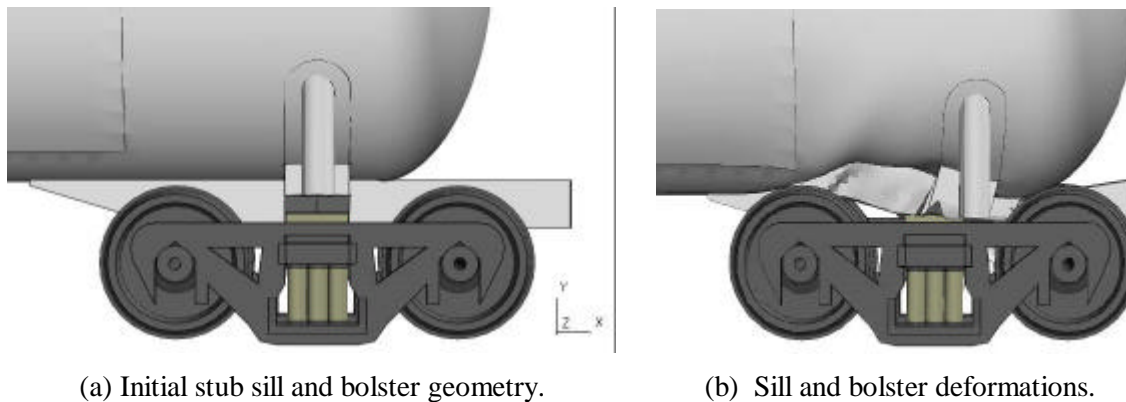 Y
Z X
(a) Initial stub sill and bolster geometry.
(b) Sill and bolster deformations.